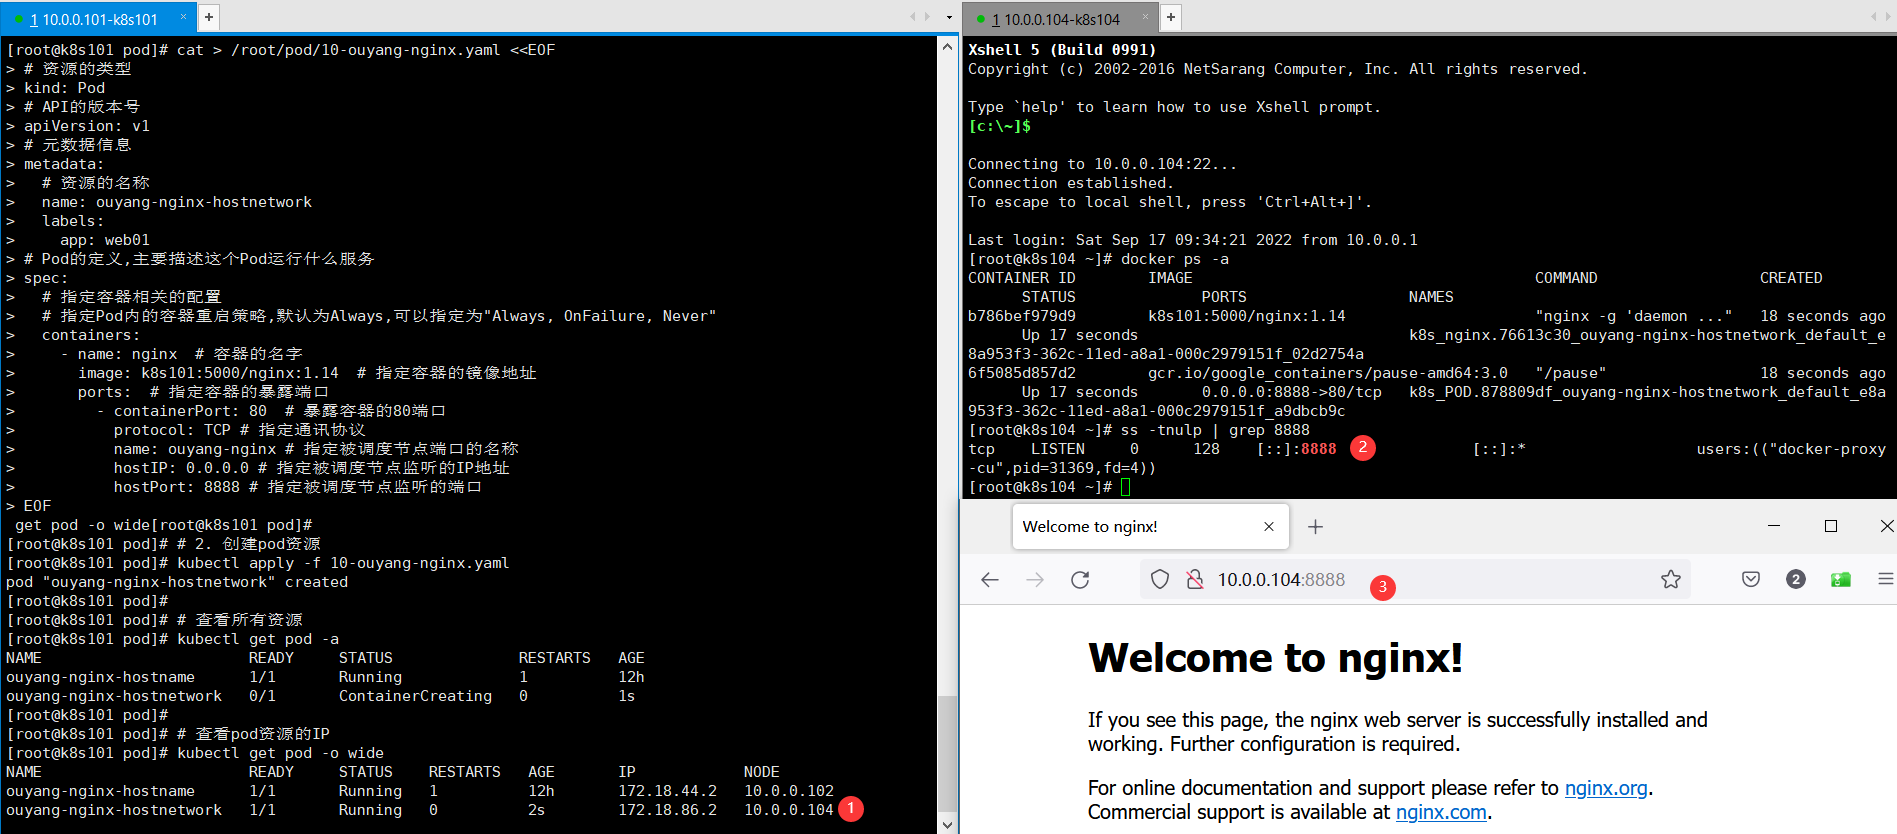 1 10.0.0.101-k8s101
[root@k8s101 pod]# cat > /root/pod/10-ouyang-nginx.yaml <<EOF
> # 资源的类型
> kind: Pod
> # API的版本号
> apiVersion: v1
> # 元数据信息
> metadata:
>   # 资源的名称
>   name: ouyang-nginx-hostnetwork
>   labels:
>     app: web01
> # Pod的定义,主要描述这个Pod运行什么服务
> spec:
>   # 指定容器相关的配置
>   # 指定Pod内的容器重启策略,默认为Always,可以指定为"Always, OnFailure, Never"
>   containers:
>     - name: nginx  # 容器的名字
>       image: k8s101:5000/nginx:1.14  # 指定容器的镜像地址
>       ports:  # 指定容器的暴露端口
>         - containerPort: 80  # 暴露容器的80端口
>           protocol: TCP # 指定通讯协议
>           name: ouyang-nginx # 指定被调度节点端口的名称
>           hostIP: 0.0.0.0 # 指定被调度节点监听的IP地址
>           hostPort: 8888 # 指定被调度节点监听的端口
> EOF
 get pod -o wide[root@k8s101 pod]#
[root@k8s101 pod]# # 2. 创建pod资源
[root@k8s101 pod]# kubectl apply -f 10-ouyang-nginx.yaml
pod "ouyang-nginx-hostnetwork" created
[root@k8s101 pod]#
[root@k8s101 pod]# # 查看所有资源
[root@k8s101 pod]# kubectl get pod -a
NAME                       READY     STATUS              RESTARTS   AGE
ouyang-nginx-hostname      1/1       Running             1          12h
ouyang-nginx-hostnetwork   0/1       ContainerCreating   0          1s
[root@k8s101 pod]#
[root@k8s101 pod]# # 查看pod资源的IP
[root@k8s101 pod]# kubectl get pod -o wide
NAME                       READY     STATUS    RESTARTS   AGE       IP            NODE
ouyang-nginx-hostname      1/1       Running   1          12h       172.18.44.2   10.0.0.102
ouyang-nginx-hostnetwork   1/1       Running   0          2s        172.18.86.2   10.0.0.104 1
1 10.0.0.104-k8s104
Xshell 5 (Build 0991)
Copyright (c) 2002-2016 NetSarang Computer, Inc. All rights reserved.
Type `help' to learn how to use Xshell prompt.
[c:\~]$
Connecting to 10.0.0.104:22...
Connection established.
To escape to local shell, press 'Ctrl+Alt+]'.
Last login: Sat Sep 17 09:34:21 2022 from 10.0.0.1
[root@k8s104 ~]# docker ps -a
CONTAINER ID        IMAGE                                      COMMAND                  CREATED
      STATUS              PORTS                  NAMES
b786bef979d9        k8s101:5000/nginx:1.14                     "nginx -g 'daemon ..."   18 seconds ago
      Up 17 seconds                              k8s_nginx.76613c30_ouyang-nginx-hostnetwork_default_e
8a953f3-362c-11ed-a8a1-000c2979151f_02d2754a
6f5085d857d2        gcr.io/google_containers/pause-amd64:3.0   "/pause"                 18 seconds ago
      Up 17 seconds       0.0.0.0:8888->80/tcp   k8s_POD.878809df_ouyang-nginx-hostnetwork_default_e8a
953f3-362c-11ed-a8a1-000c2979151f_a9dbcb9c
[root@k8s104 ~]# ss -tnulp | grep 8888
tcp    LISTEN     0      128    [::]:8888 2               [::]:*                   users:(("docker-proxy
-cu",pid=31369,fd=4))
[root@k8s104 ~]#
Welcome to nginx!
10.0.0.104:8888 3
2
Welcome to nginx!
If you see this page, the nginx web server is successfully installed and
working. Further configuration is required.
For online documentation and support please refer to nginx.org.
Commercial support is available at nginx.com.